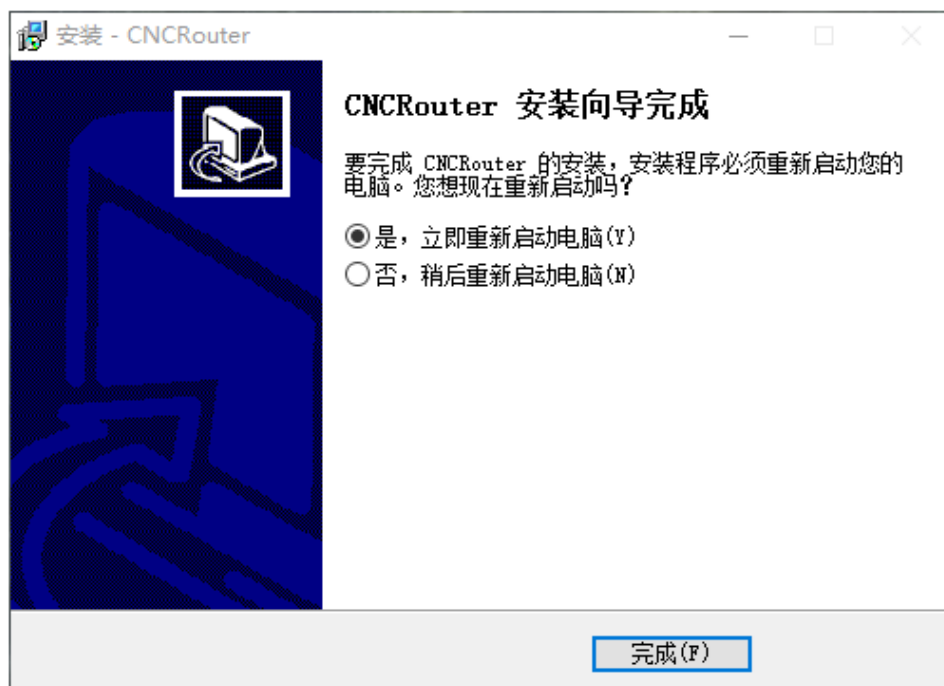 安装 - CNCRouter
CNCRouter 安装向导完成
要完成 CNCRouter 的安装，安装程序必须重新启动您的
电脑。您想现在重新启动吗？
是，立即重新启动电脑(Y)
否，稍后重新启动电脑(N)
完成(F)